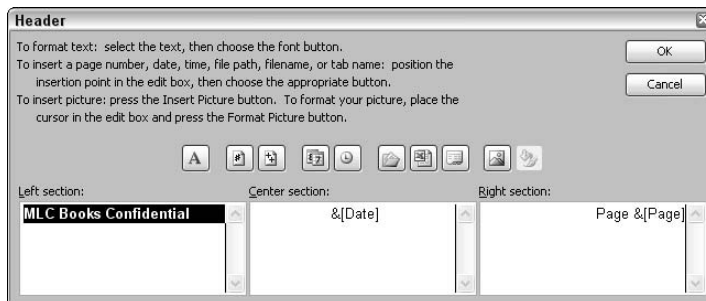 Header
To format text: select the text, then choose the font button.
To insert a page number, date, time, file path, filename, or tab name: position the
insertion point in the edit box, then choose the appropriate button.
To insert picture: press the Insert Picture button. To format your picture, place the
cursor in the edit box and press the Format Picture button.
OK
Cancel
A
Left section:
Center section:
Right section:
MLC Books Confidential
&[Date]
Page &[Page]